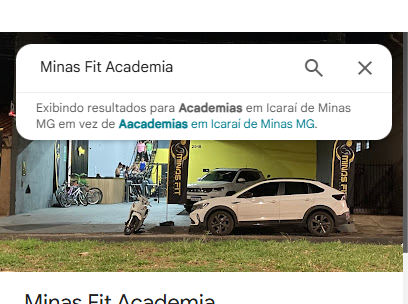 Minas Fit Academia
Exibindo resultados para Academias em Icaraí de Minas
MG em vez de Aacademias em Icaraí de Minas MG.
MINAS FIT
MINAS FIT
Minas Fit Academia